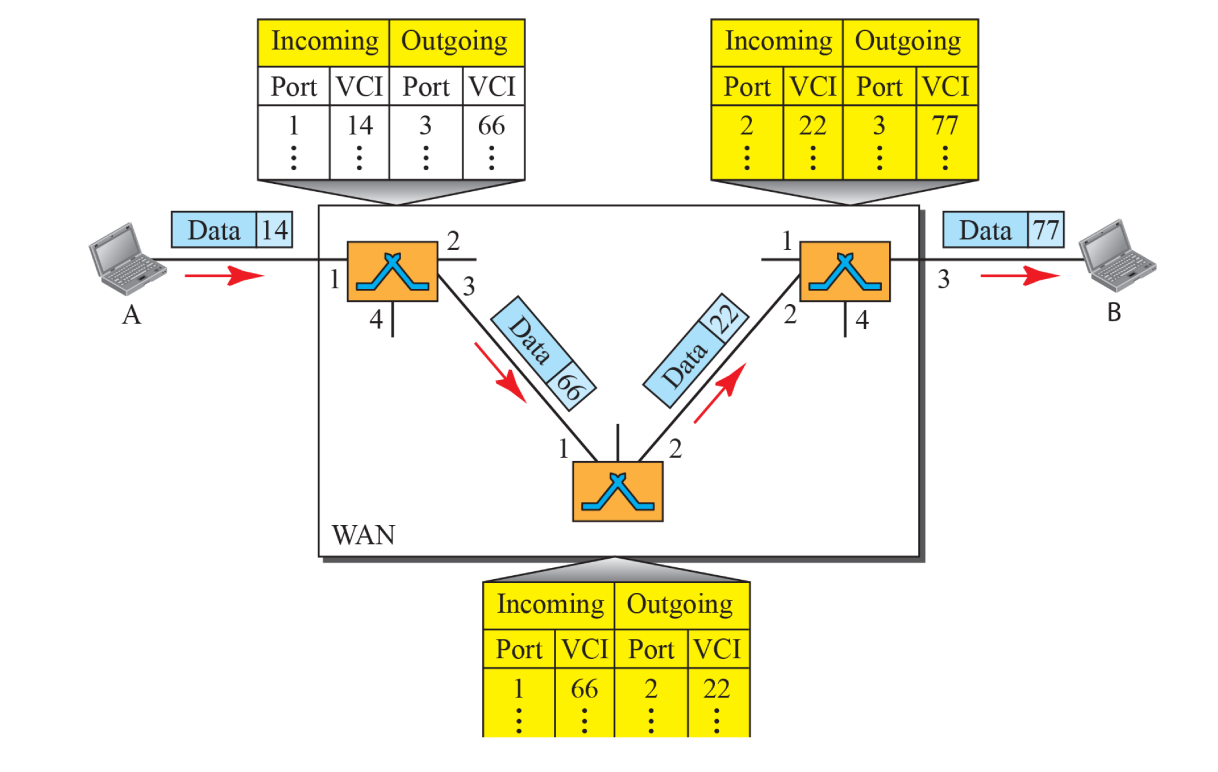 Incoming Outgoing
Port VCI Port VCI
1 14 3 66
⋮ ⋮ ⋮ ⋮
Incoming Outgoing
Port VCI Port VCI
2 22 3 77
⋮ ⋮ ⋮ ⋮
Data 14
A
1
2
3
4
Data 66
1
2
Data 22
1
2
4
3
Data 77
B
WAN
Incoming Outgoing
Port VCI Port VCI
1 66 2 22
⋮ ⋮ ⋮ ⋮